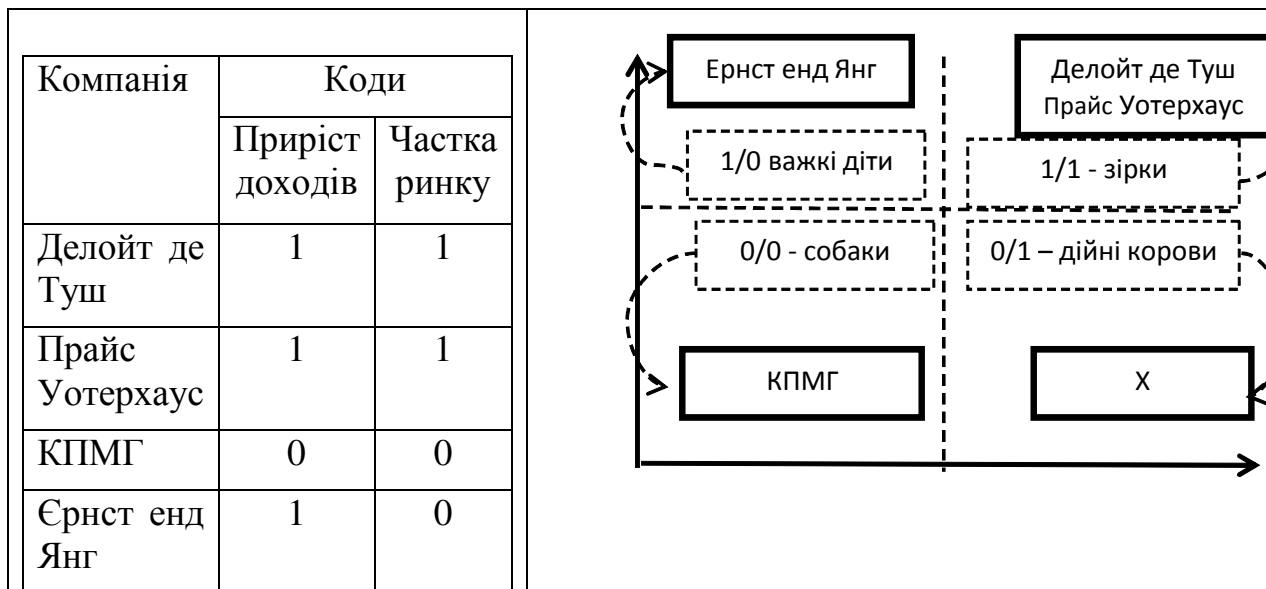 Компанія
Коди
Приріст
доходів
Частка
ринку
Делойт де
Туш
1
1
Прайс
Уотерхаус
1
1
КПМГ
0
0
Єрнст енд
Янг
1
0
Ернст енд Янг
Делойт де Туш
Прайс Уотерхаус
1/0 важкі діти
1/1 - зірки
0/0 - собаки
0/1 – дійні корови
КПМГ
Х